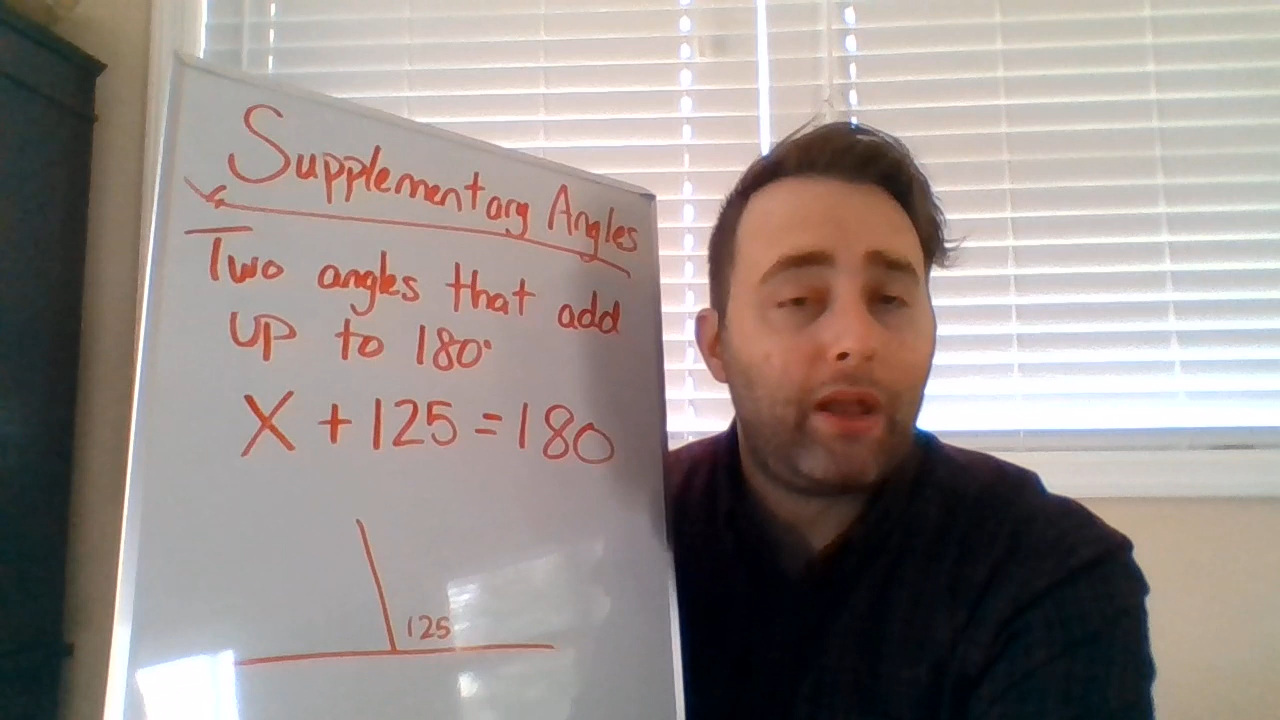 Supplementary Angles
Two angles that add
up to 180°
X + 125 = 180
125